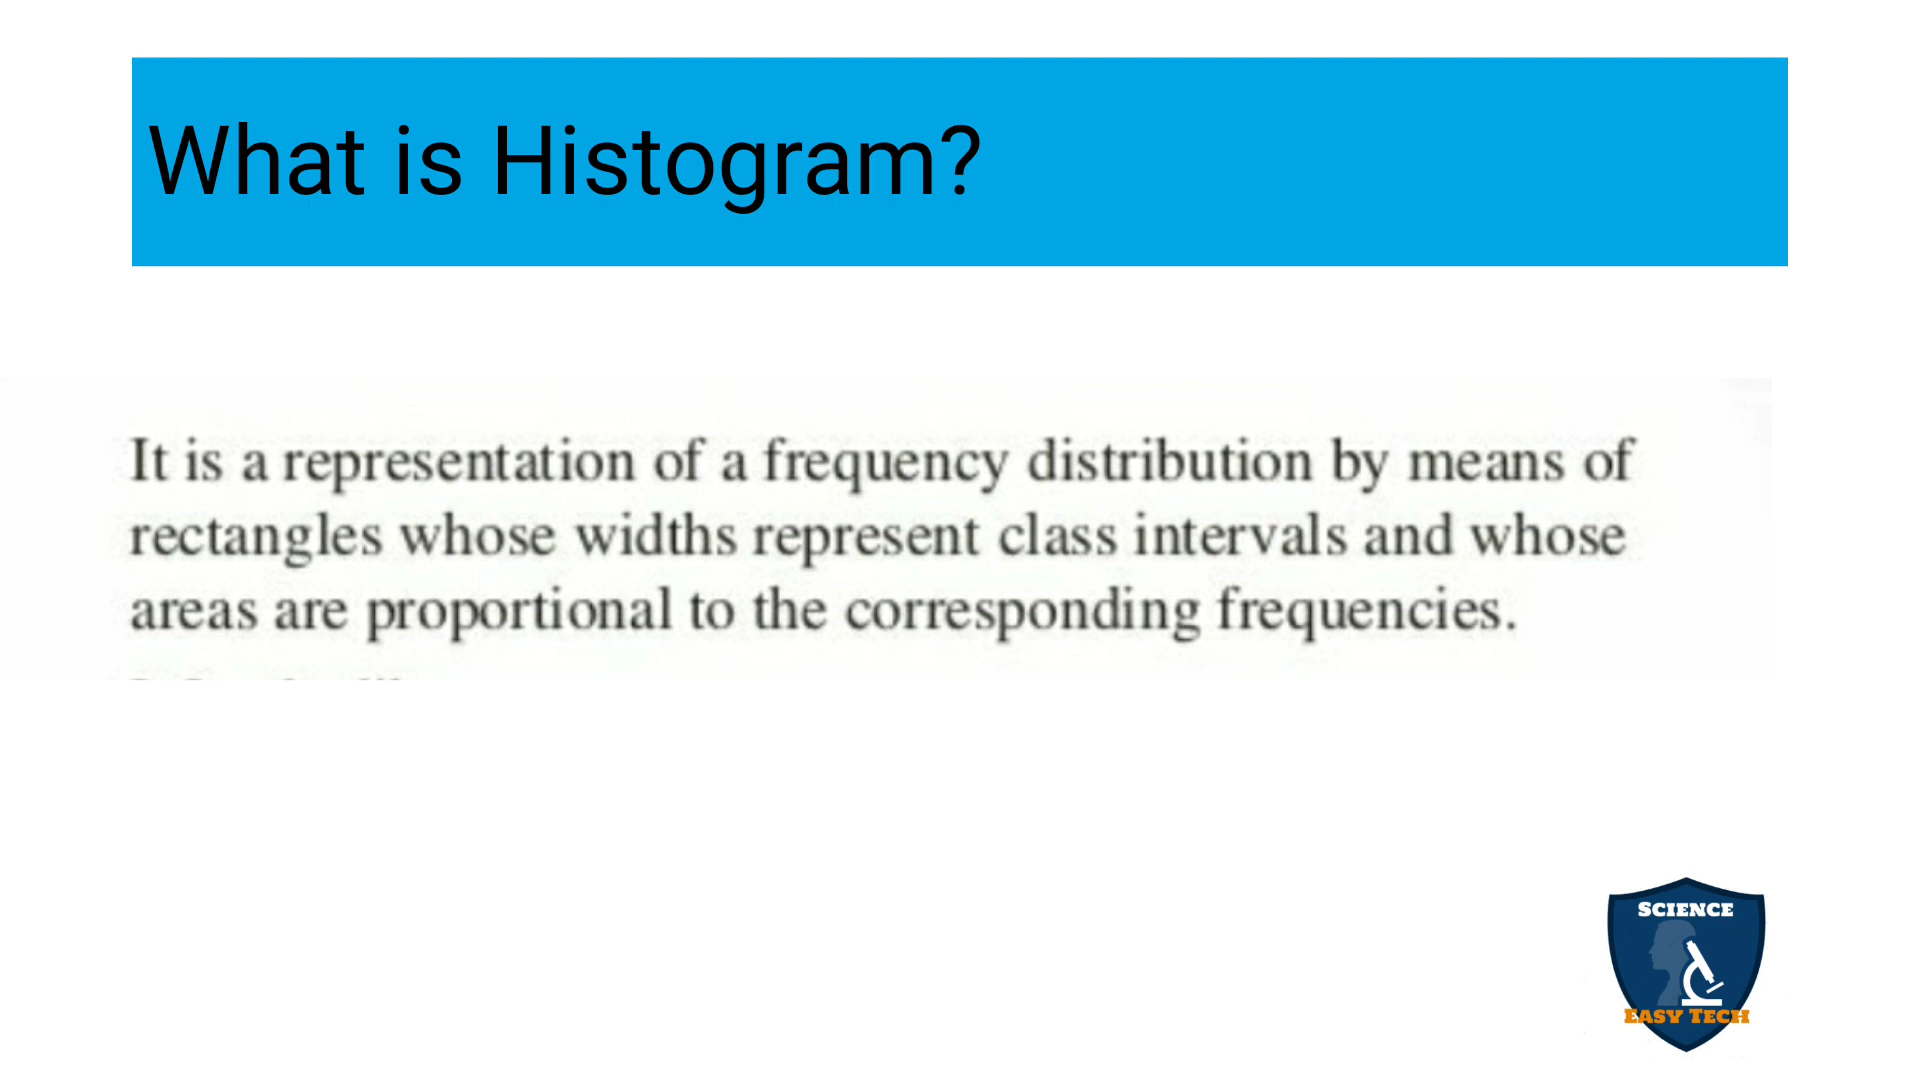 What is Histogram?
It is a representation of a frequency distribution by means of
rectangles whose widths represent class intervals and whose
areas are proportional to the corresponding frequencies.
SCIENCE
EASY TECH